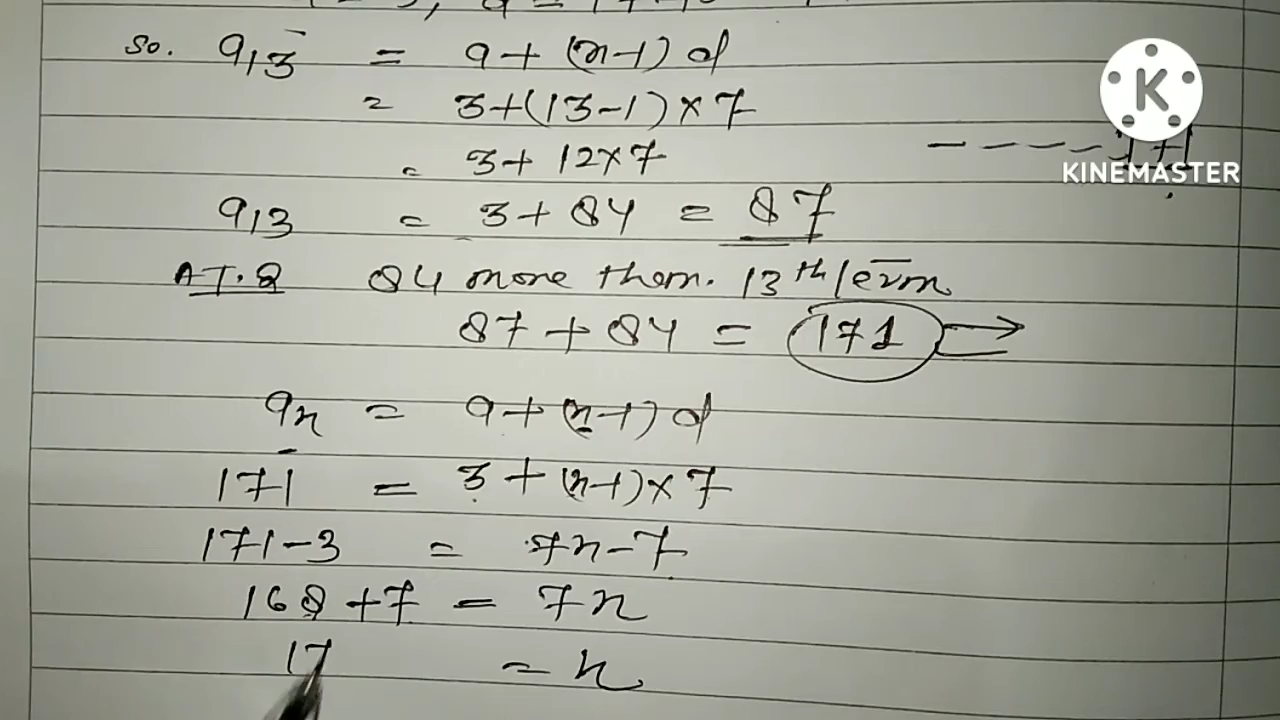 So. a13 = a + (n-1) d
= 3+(13-1)×7
= 3+ 12×7
K
KINEMASTER
a13 = 3 + 84 = 87
A.T.Q 84 more them. 13th term
87 + 84 = 171
an = a + (n-1) d
171 = 3 + (n-1)×7
171-3 = 7n-7
168 +7 = 7n
17 = n